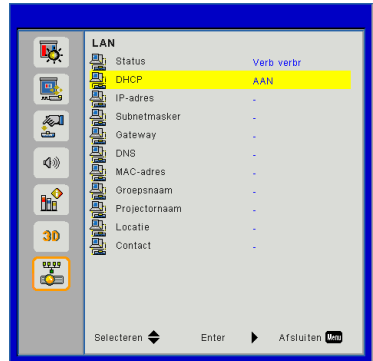 LAN
Status Verb verbr
DHCP AAN
IP-adres -
Subnetmasker -
Gateway -
DNS -
MAC-adres -
Groepsnaam -
Projectornaam -
Locatie -
Contact -
3D
Selecteren Enter Afsluiten Menu